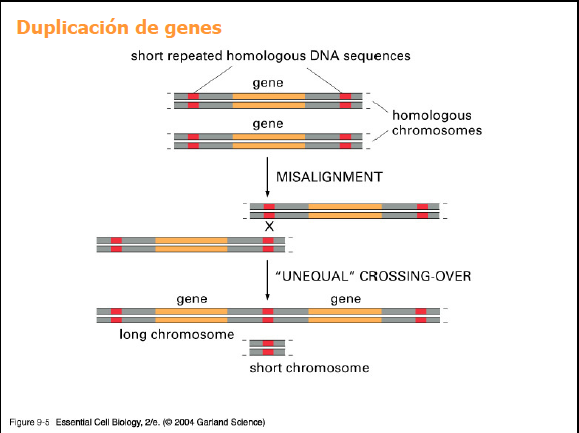 Duplicación de genes
short repeated homologous DNA sequences
gene
gene
homologous
chromosomes
MISALIGNMENT
X
"UNEQUAL" CROSSING-OVER
gene gene
long chromosome
short chromosome
Figure 9-5 Essential Cell Biology, 2/e. (© 2004 Garland Science)